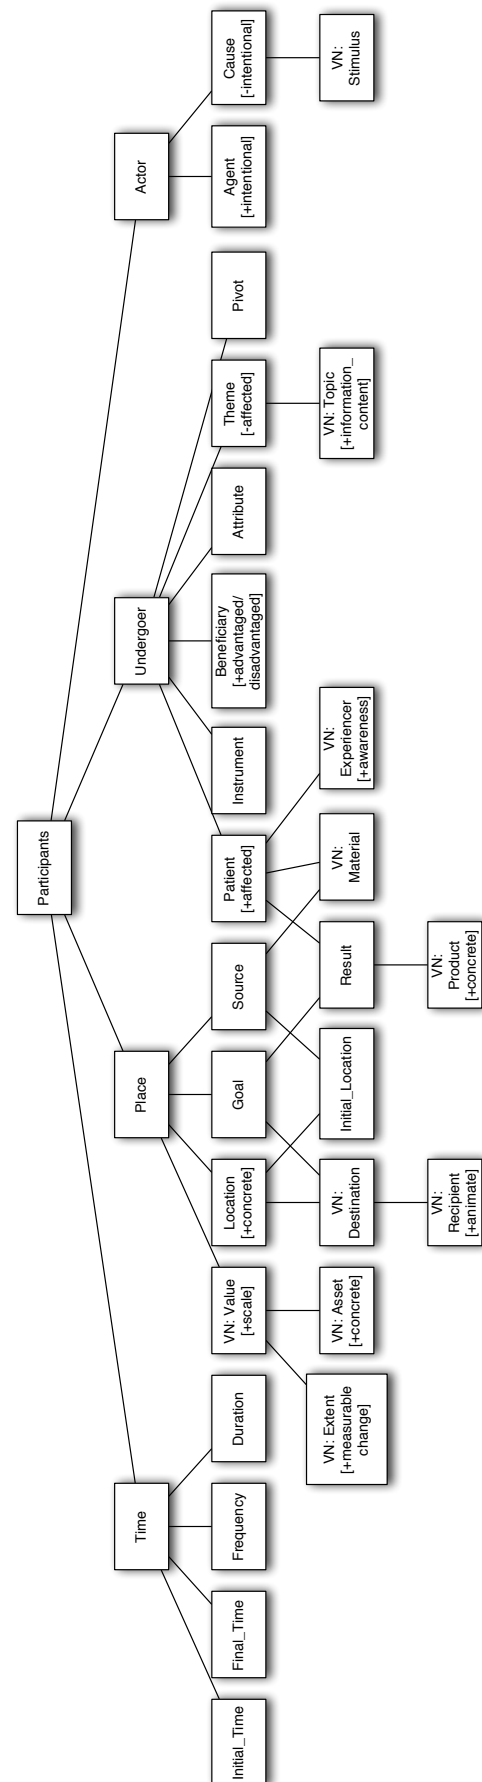 Participants
Time
Place
Undergoer
Actor
Initial_Time
Final_Time
Frequency
Duration
VN: Value
[+scale]
Location
[+concrete]
Goal
Source
Patient
[+affected]
Instrument
Beneficiary
[+advantaged/
disadvantaged]
Attribute
Theme
[-affected]
Pivot
Agent
[+intentional]
Cause
[-intentional]
VN: Extent
[+measurable
change]
VN: Asset
[+concrete]
VN:
Destination
Initial_Location
Result
VN:
Material
VN:
Experiencer
[+awareness]
VN: Topic
[+information_
content]
VN:
Stimulus
VN:
Recipient
[+animate]
VN:
Product
[+concrete]